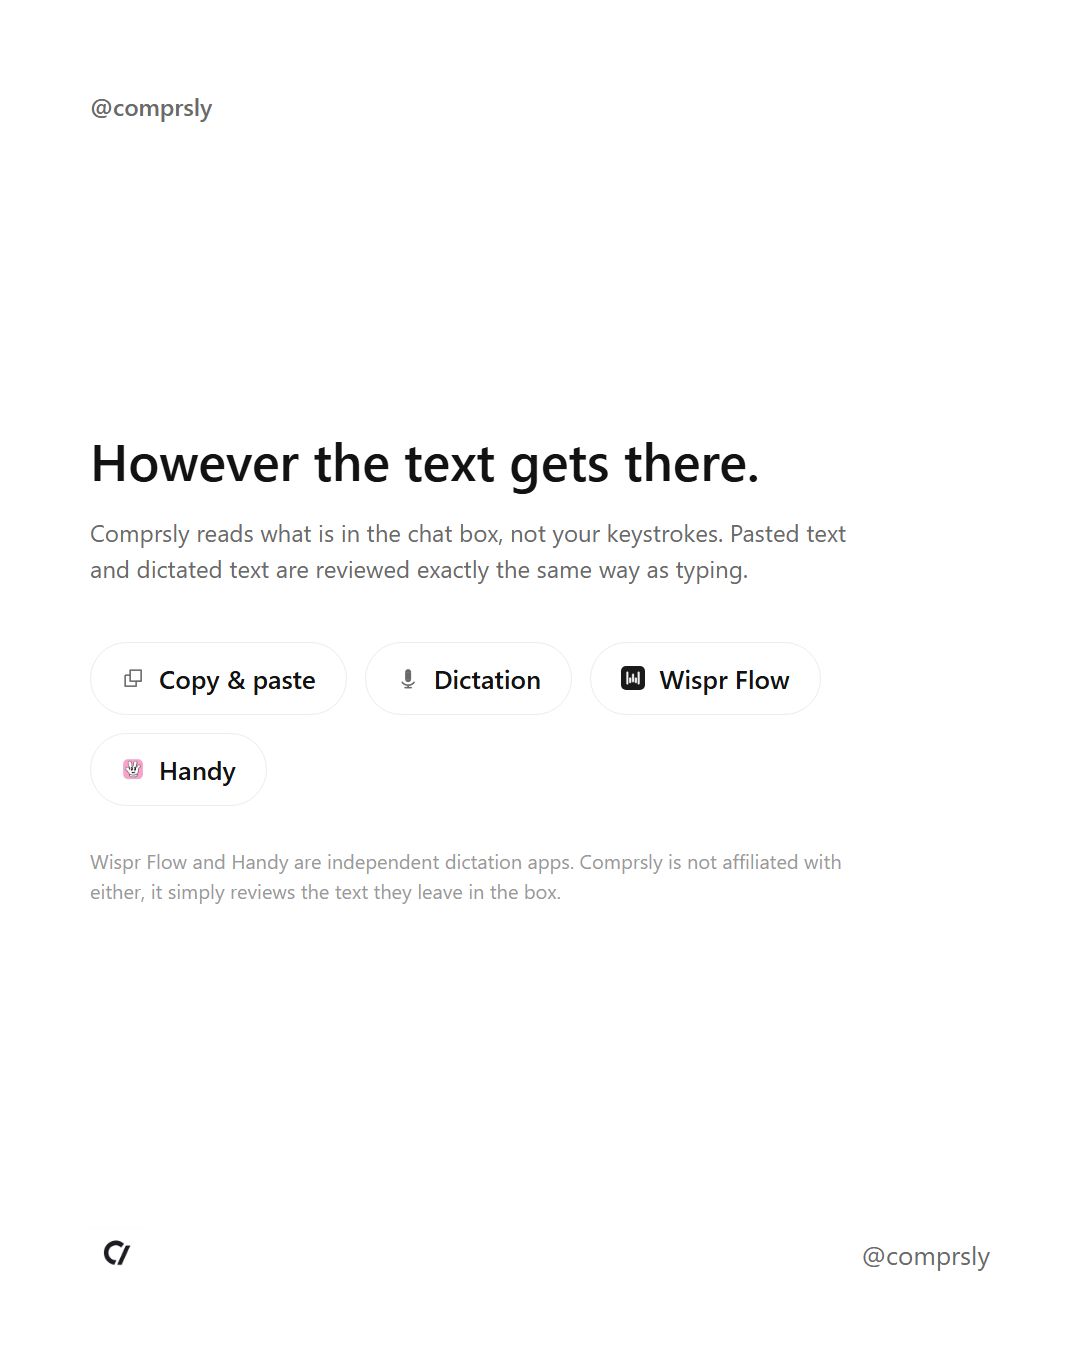 @comprsly
However the text gets there.
Comprsly reads what is in the chat box, not your keystrokes. Pasted text
and dictated text are reviewed exactly the same way as typing.
Copy & paste
Dictation
Wispr Flow
Handy
Wispr Flow and Handy are independent dictation apps. Comprsly is not affiliated with
either, it simply reviews the text they leave in the box.
@comprsly